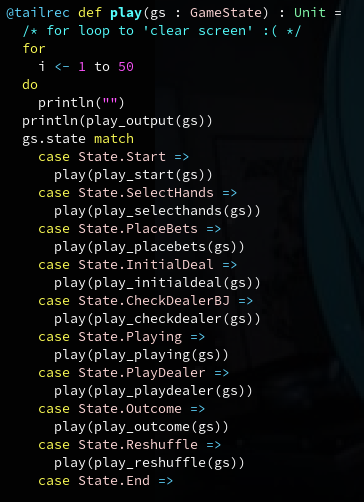 @tailrec def play(gs : GameState) : Unit =
/* for loop to 'clear screen' :( */
for
i <- 1 to 50
do
println("")
println(play_output(gs))
gs.state match
case State.Start =>
play(play_start(gs))
case State.SelectHands =>
play(play_selecthands(gs))
case State.PlaceBets =>
play(play_placebets(gs))
case State.InitialDeal =>
play(play_initialdeal(gs))
case State.CheckDealerBJ =>
play(play_checkdealer(gs))
case State.Playing =>
play(play_playing(gs))
case State.PlayDealer =>
play(play_playdealer(gs))
case State.Outcome =>
play(play_outcome(gs))
case State.Reshuffle =>
play(play_reshuffle(gs))
case State.End =>